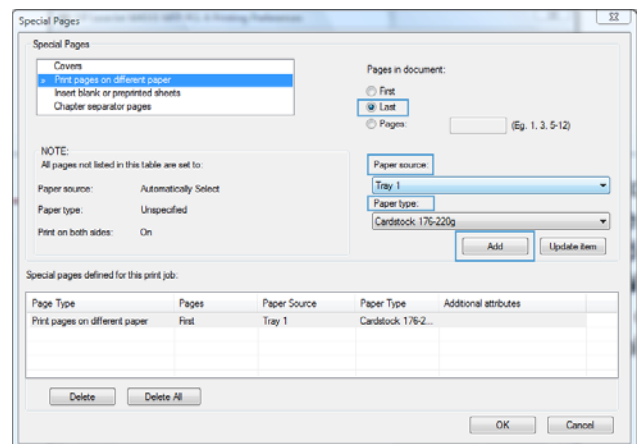 Special Pages
Special Pages
Covers
» Print pages on different paper
Insert blank or preprinted sheets
Chapter separator pages
Pages in document:
First
Last
Pages: (Eg. 1, 3, 5-12)
NOTE:
All pages not listed in this table are set to:
Paper source: Automatically Select
Paper type: Unspecified
Print on both sides: On
Paper source:
Tray 1
Paper type:
Cardstock 176-220g
Add Update item
Special pages defined for this print job:
Page Type Pages Paper Source Paper Type Additional attributes
Print pages on different paper First Tray 1 Cardstock 176-2...
Delete Delete All
OK Cancel